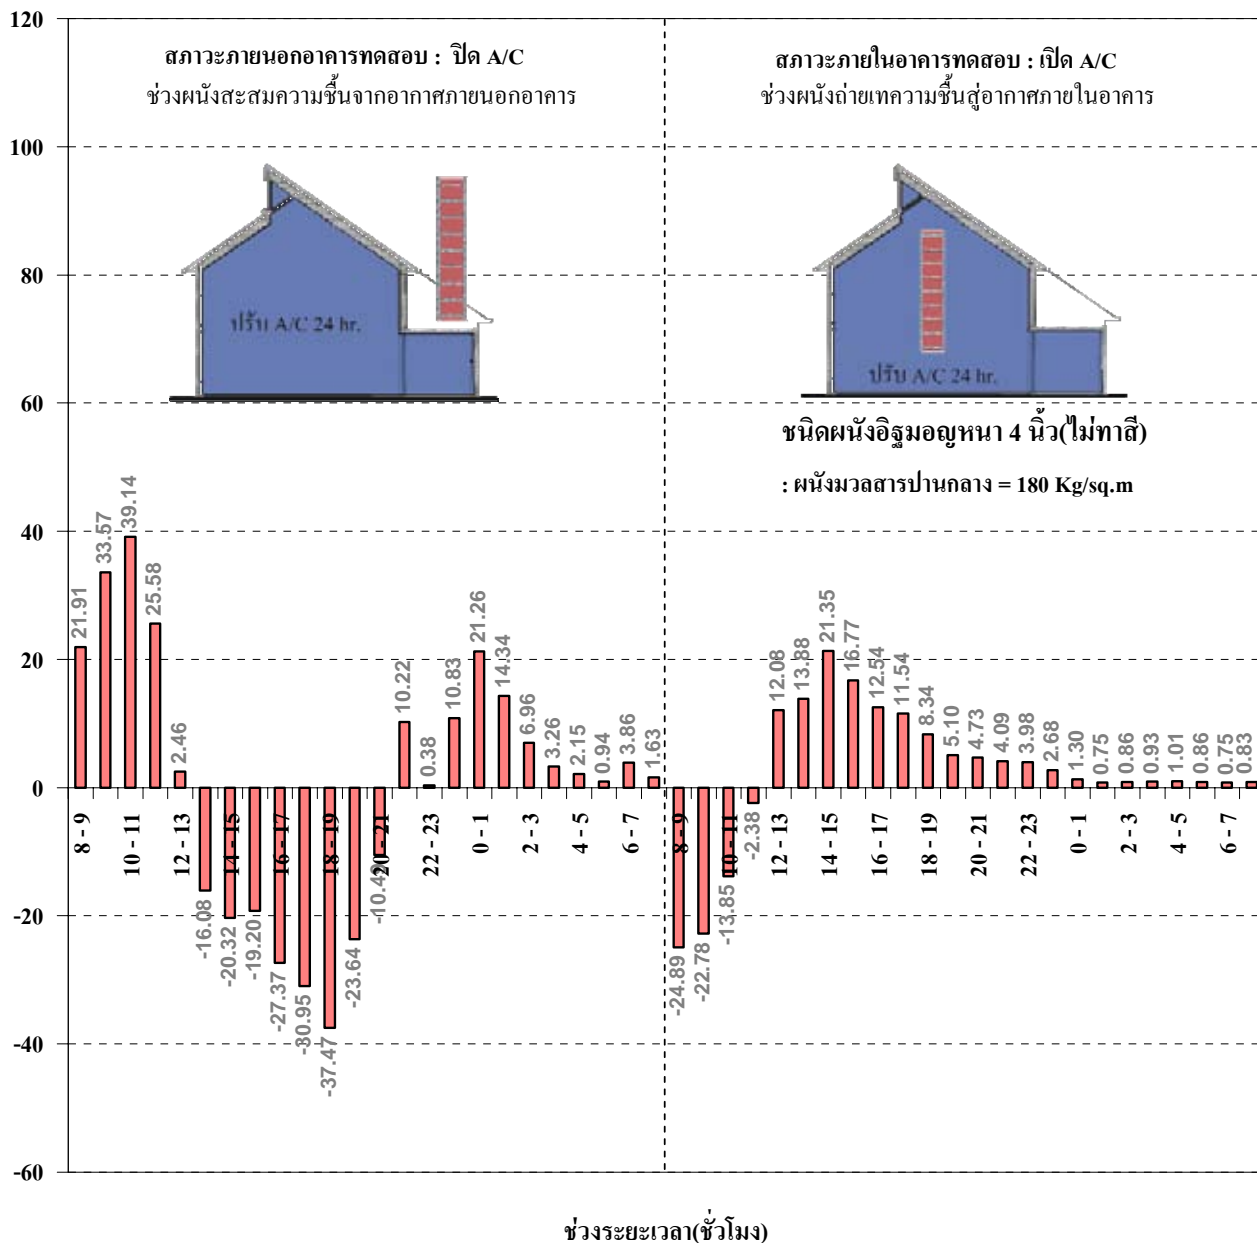 120
100
80
60
40
20
0
-20
-40
-60
สภาวะภายนอกอาคารทดสอบ : ปิด A/C
ช่วงผนังสะสมความชื้นจากอากาศภายนอกอาคาร
ปรับ A/C 24 hr.
สภาวะภายในอาคารทดสอบ : เปิด A/C
ช่วงผนังถ่ายเทความชื้นสู่อากาศภายในอาคาร
ปรับ A/C 24 hr.
ชนิดผนังอิฐมอญหนา 4 นิ้ว(ไม่ทาสี)
: ผนังมวลสารปานกลาง = 180 Kg/sq.m
21.91
33.57
39.14
25.58
2.46
-16.08
-20.32
-19.20
-27.37
-30.95
-37.47
-23.64
-10.49
10.22
0.38
10.83
21.26
14.34
6.96
3.26
2.15
0.94
3.86
1.63
-24.89
-22.78
-13.85
-2.38
12.08
13.88
21.35
16.77
12.54
11.54
8.34
5.10
4.73
4.09
3.98
2.68
1.30
0.75
0.86
0.93
1.01
0.86
0.75
0.83
8 - 9
10 - 11
12 - 13
14 - 15
16 - 17
18 - 19
20 - 21
22 - 23
0 - 1
2 - 3
4 - 5
6 - 7
8 - 9
10 - 11
12 - 13
14 - 15
16 - 17
18 - 19
20 - 21
22 - 23
0 - 1
2 - 3
4 - 5
6 - 7
ช่วงระยะเวลา(ชั่วโมง)